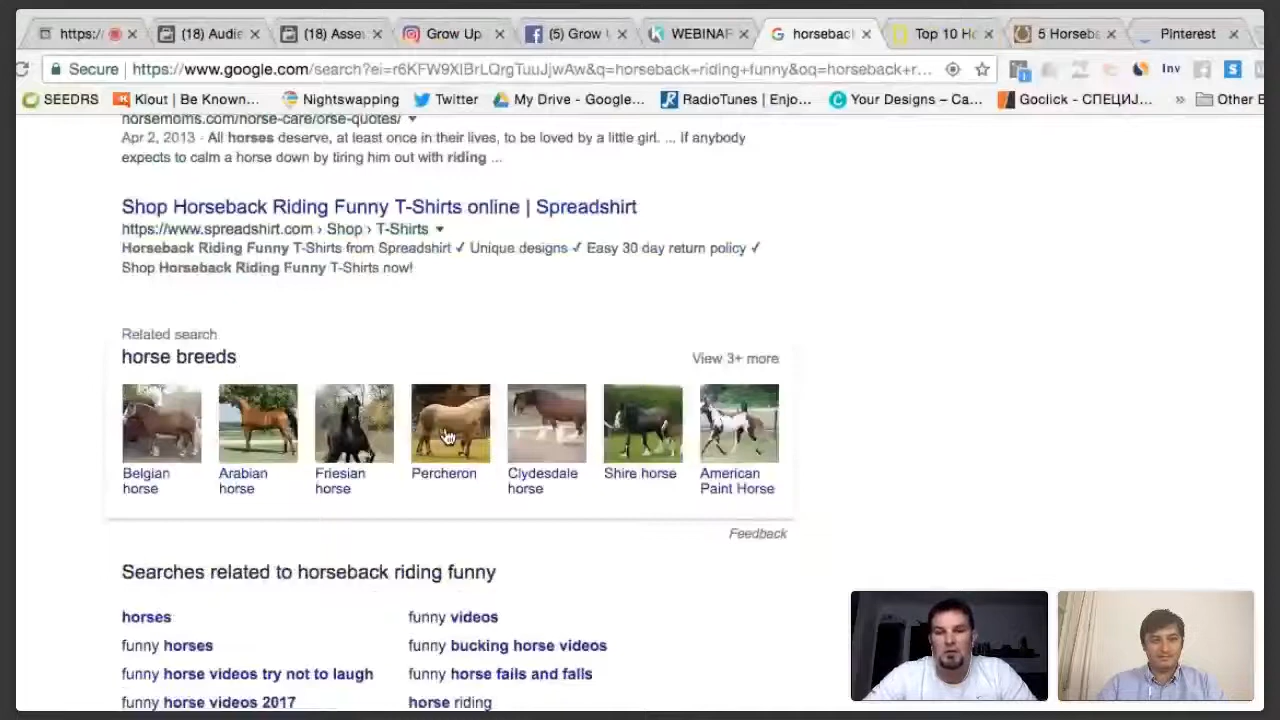 https:/
(18) Audie
(18) Asse
Grow Up
(5) Grow
WEBINAR
horseback
Top 10 Ho
5 Horseba
Pinterest
Secure
https://www.google.com/search?ei=r6KFW9XIBrLQrgTuuJjwAw&q=horseback+riding+funny&oq=horseback+r...
Inv
SEEDRS
Klout | Be Known...
Nightswapping
Twitter
My Drive - Google...
RadioTunes | Enjo...
Your Designs – Ca...
Goclick - СПЕЦИЈ...
» Other B
horsemoms.com/horse-care/orse-quotes/
Apr 2, 2013 - All horses deserve, at least once in their lives, to be loved by a little girl. ... If anybody
expects to calm a horse down by tiring him out with riding ...
Shop Horseback Riding Funny T-Shirts online | Spreadshirt
https://www.spreadshirt.com › Shop › T-Shirts
Horseback Riding Funny T-Shirts from Spreadshirt ✓ Unique designs ✓ Easy 30 day return policy ✓
Shop Horseback Riding Funny T-Shirts now!
Related search
horse breeds
View 3+ more
Belgian horse
Arabian horse
Friesian horse
Percheron
Clydesdale horse
Shire horse
American Paint Horse
Feedback
Searches related to horseback riding funny
horses
funny videos
funny horses
funny bucking horse videos
funny horse videos try not to laugh
funny horse fails and falls
funny horse videos 2017
horse riding